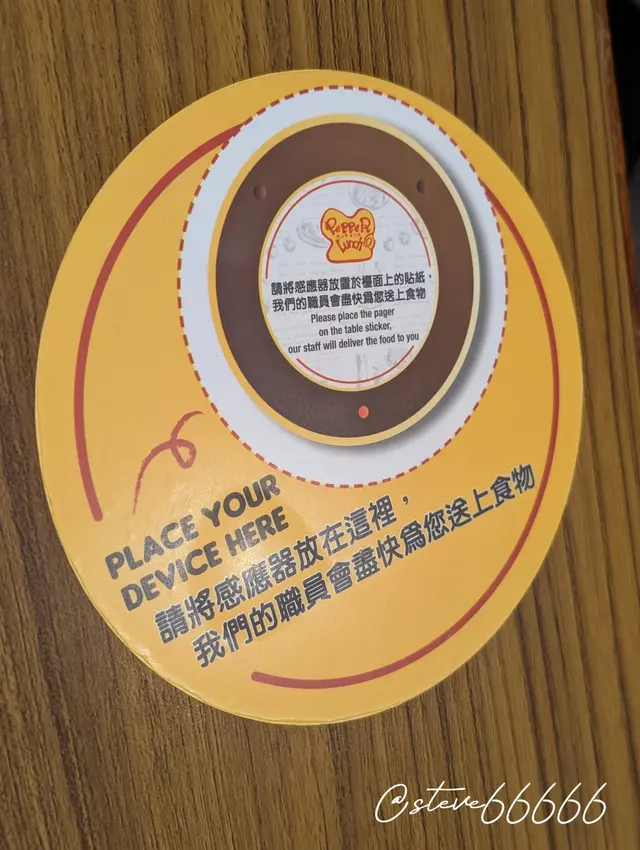 PePPeR
Lunch
請將感應器放置於檯面上的貼紙，
我們的職員會盡快為您送上食物
Please place the pager
on the table sticker,
our staff will deliver the food to you
PLACE YOUR
DEVICE HERE
請將感應器放在這裡，
我們的職員會盡快為您送上食物
@steve66666